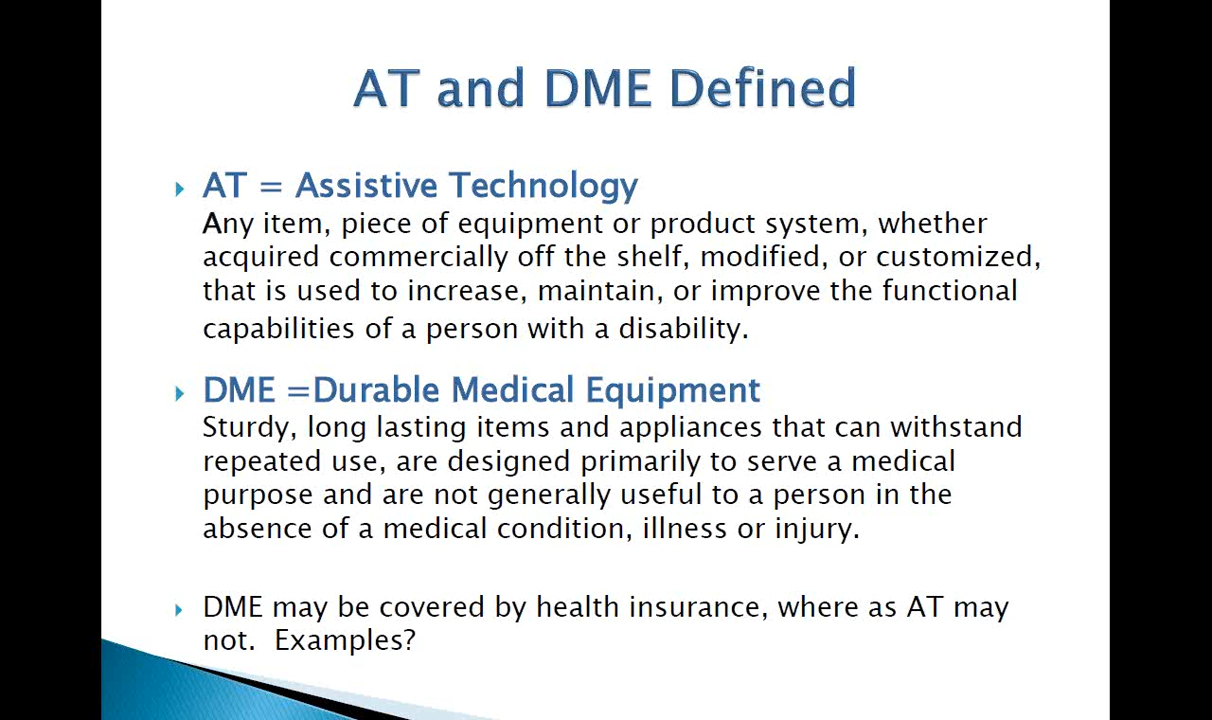 AT and DME Defined
AT = Assistive Technology
Any item, piece of equipment or product system, whether
acquired commercially off the shelf, modified, or customized,
that is used to increase, maintain, or improve the functional
capabilities of a person with a disability.
DME =Durable Medical Equipment
Sturdy, long lasting items and appliances that can withstand
repeated use, are designed primarily to serve a medical
purpose and are not generally useful to a person in the
absence of a medical condition, illness or injury.
DME may be covered by health insurance, where as AT may
not.  Examples?